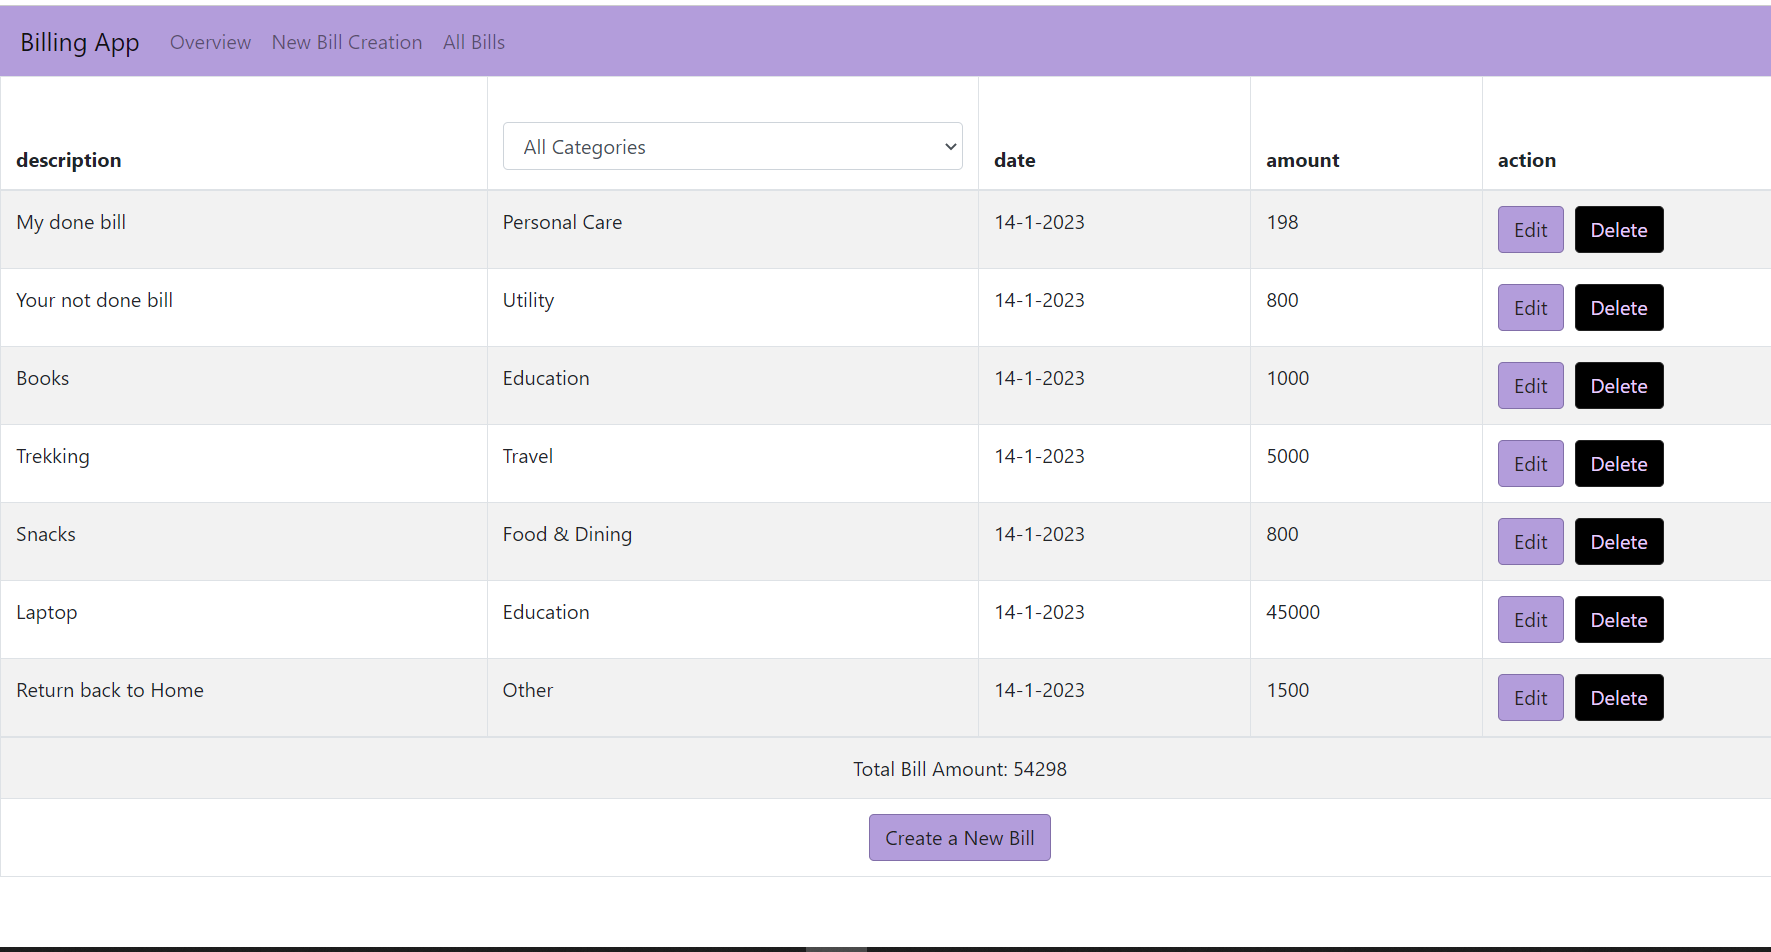 Billing App Overview New Bill Creation All Bills
description All Categories date amount action
My done bill Personal Care 14-1-2023 198 Edit Delete
Your not done bill Utility 14-1-2023 800 Edit Delete
Books Education 14-1-2023 1000 Edit Delete
Trekking Travel 14-1-2023 5000 Edit Delete
Snacks Food & Dining 14-1-2023 800 Edit Delete
Laptop Education 14-1-2023 45000 Edit Delete
Return back to Home Other 14-1-2023 1500 Edit Delete
Total Bill Amount: 54298
Create a New Bill